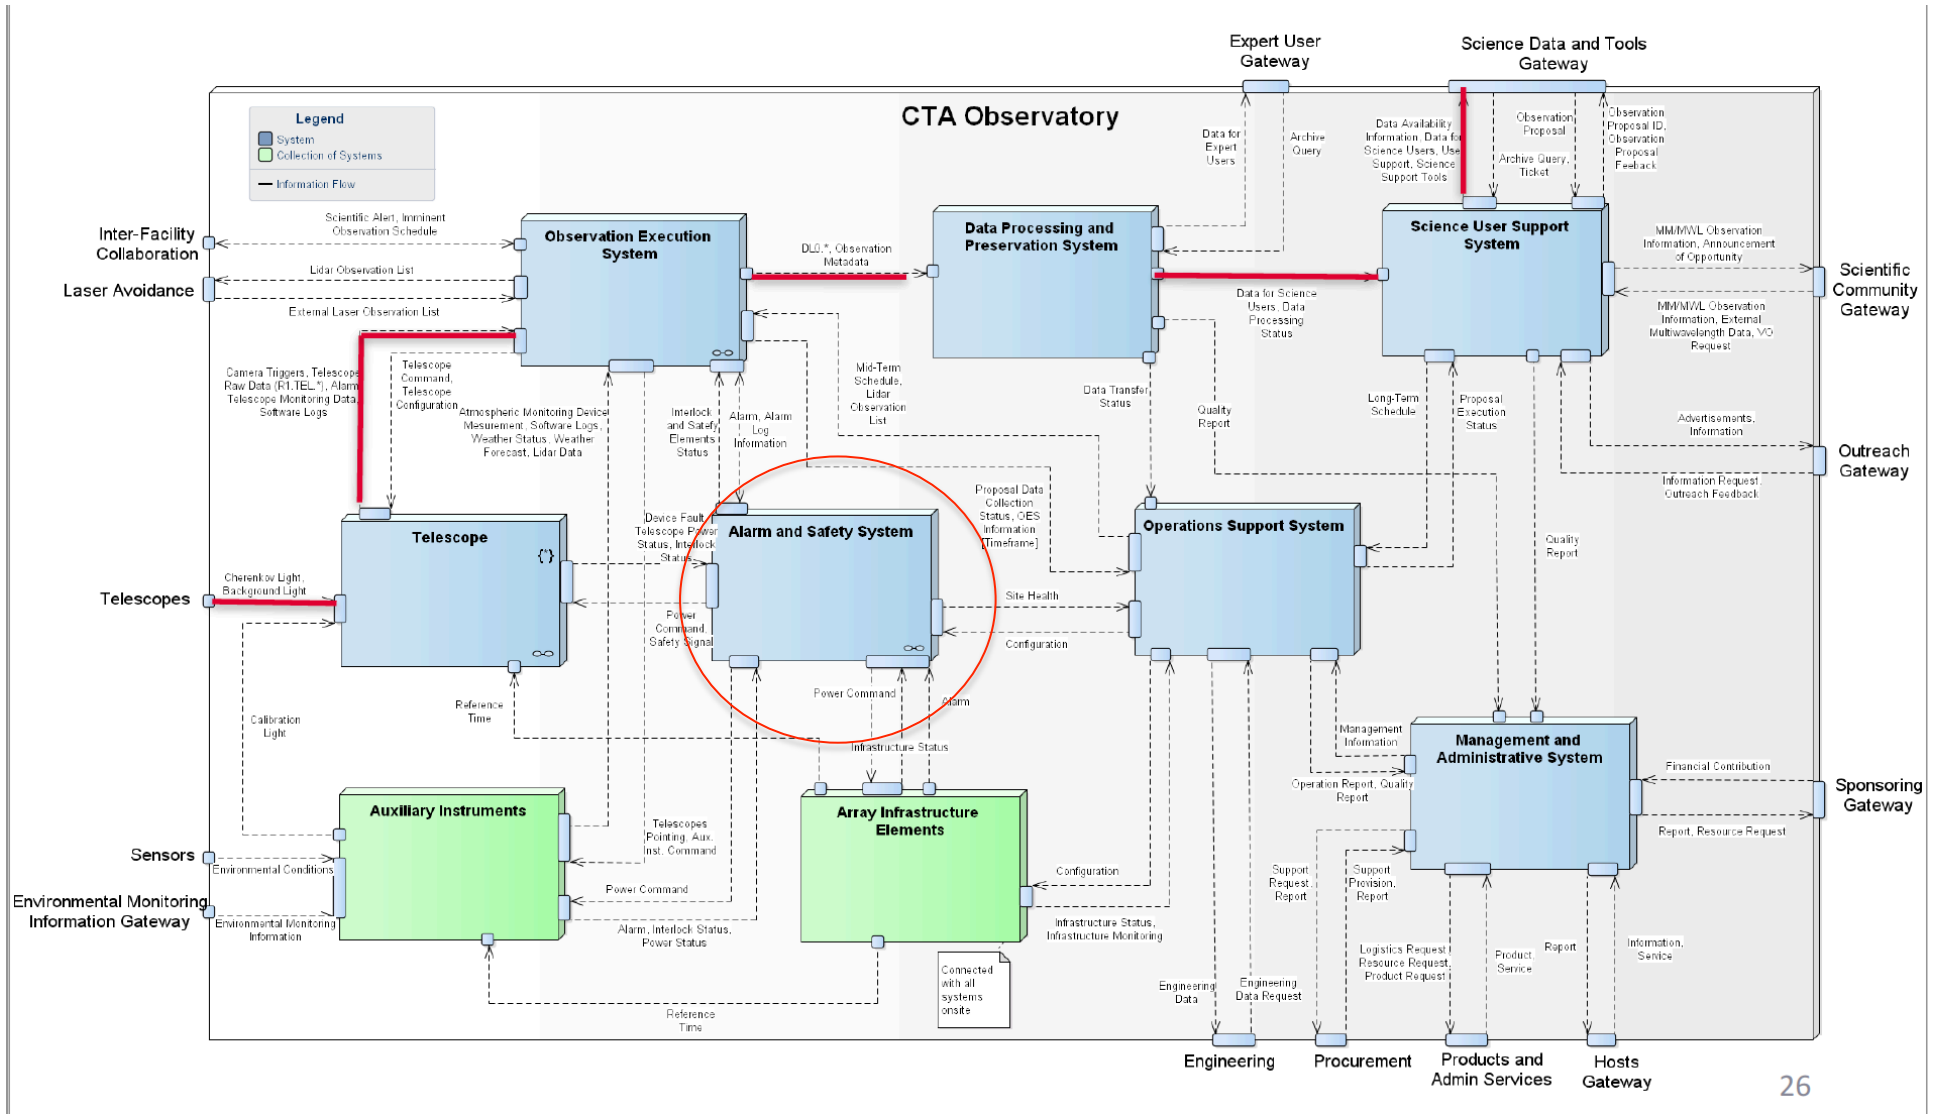 Expert User
Gateway
Science Data and Tools
Gateway
CTA Observatory
Legend
System
Collection of Systems
Information Flow
Data for
Expert
Users
Archive
Query
Data Availability
Information, Data for
Science Users, Use
Support, Science
Support Tools
Observation
Proposal
Archive Query,
Ticket
Observation
Proposal ID,
Observation
Proposal
Feeback
Inter-Facility
Collaboration
Scientific Alert, Imminent
Observation Schedule
Laser Avoidance
Lidar Observation List
External Laser Observation List
Observation Execution
System
DL0.*, Observation
Metadata
Data Processing and
Preservation System
Data for Science
Users, Data
Processing
Status
Science User Support
System
MM/MWL Observation
Information, Announcement
of Opportunity
Scientific
Community
Gateway
MM/MWL Observation
Information, External
Multiwavelength Data, VO
Request
Camera Triggers, Telescope
Raw Data (R1.TEL.*), Alarm
Telescope Monitoring Data,
Software Logs
Telescope
Command,
Telescope
Configuration
Atmospheric Monitoring Device
Mesurement, Software Logs,
Weather Status, Weather
Forecast, Lidar Data
Interlock
and Satefy
Elements
Status
Alarm, Alarm
Log
Information
Mid-Term
Schedule,
Lidar
Observation
List
Data Transfer
Status
Quality
Report
Long-Term
Schedule
Proposal
Execution
Status
Advertisements,
Information
Outreach
Gateway
Information Request,
Outreach Feedback
Telescope
{*}
Device Fault,
Telescope Power
Status, Interlock
Status
Alarm and Safety System
Proposal Data
Collection
Status, OES
Information
[Timeframe]
Operations Support System
Quality
Report
Telescopes
Cherenkov Light,
Background Light
Power
Command,
Safety Signal
Site Health
Configuration
Reference
Time
Calibration
Light
Power Command
Alarm
Infrastructure Status
Management
Information
Operation Report, Quality
Report
Management and
Administrative System
Financial Contribution
Sponsoring
Gateway
Report, Resource Request
Auxiliary Instruments
Telescopes
Pointing, Aux.
Inst. Command
Array Infrastructure
Elements
Sensors
Environmental Conditions
Environmental Monitoring
Information Gateway
Environmental Monitoring
Information
Power Command
Alarm, Interlock Status,
Power Status
Configuration
Infrastructure Status,
Infrastructure Monitoring
Support
Request,
Report
Support
Provision,
Report
Logistics Request
Resource Request,
Product Request
Product,
Service
Report
Information,
Service
Connected
with all
systems
onsite
Reference
Time
Engineering
Data
Engineering
Data Request
Engineering
Procurement
Products and
Admin Services
Hosts
Gateway
26